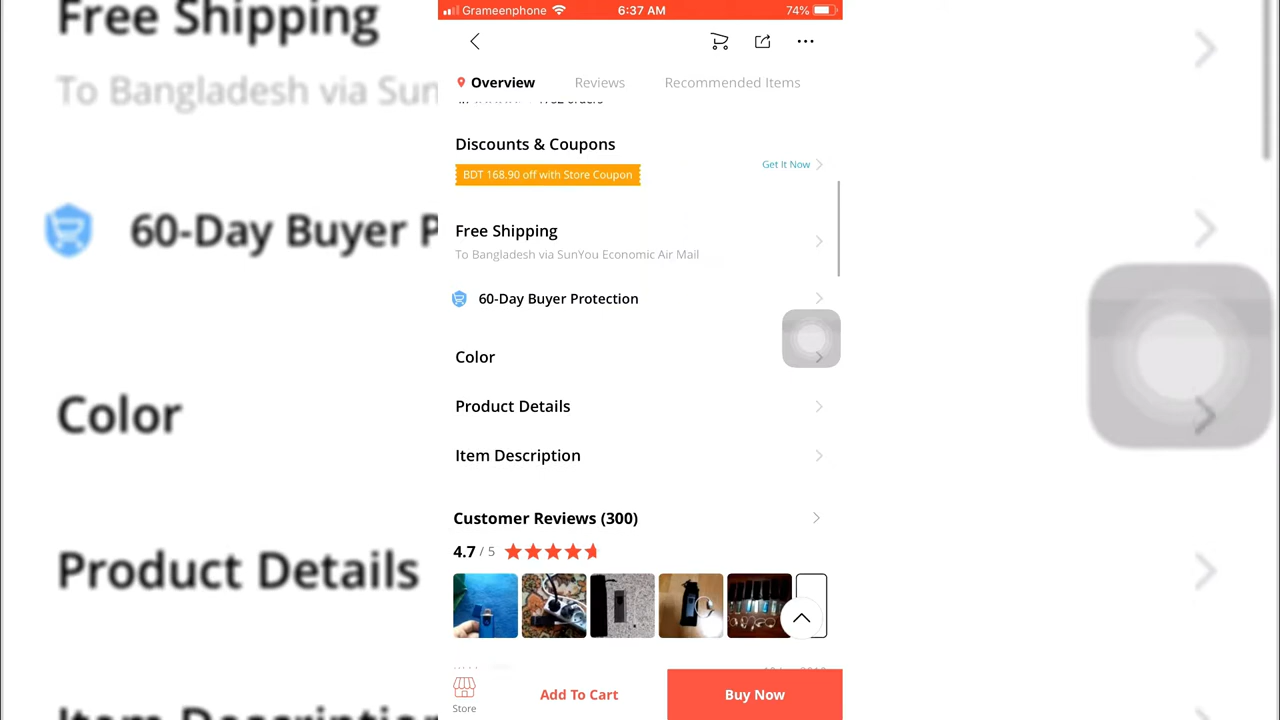 Grameenphone 6:37 AM 74%
Overview Reviews Recommended Items
orders
Discounts & Coupons
Get It Now
BDT 168.90 off with Store Coupon
Free Shipping
To Bangladesh via SunYou Economic Air Mail
60-Day Buyer Protection
Color
Product Details
Item Description
Customer Reviews (300)
4.7 / 5
Store
Add To Cart
Buy Now
Free Shipping
To Bangladesh via Sun
60-Day Buyer P
Color
Product Details
Item Description